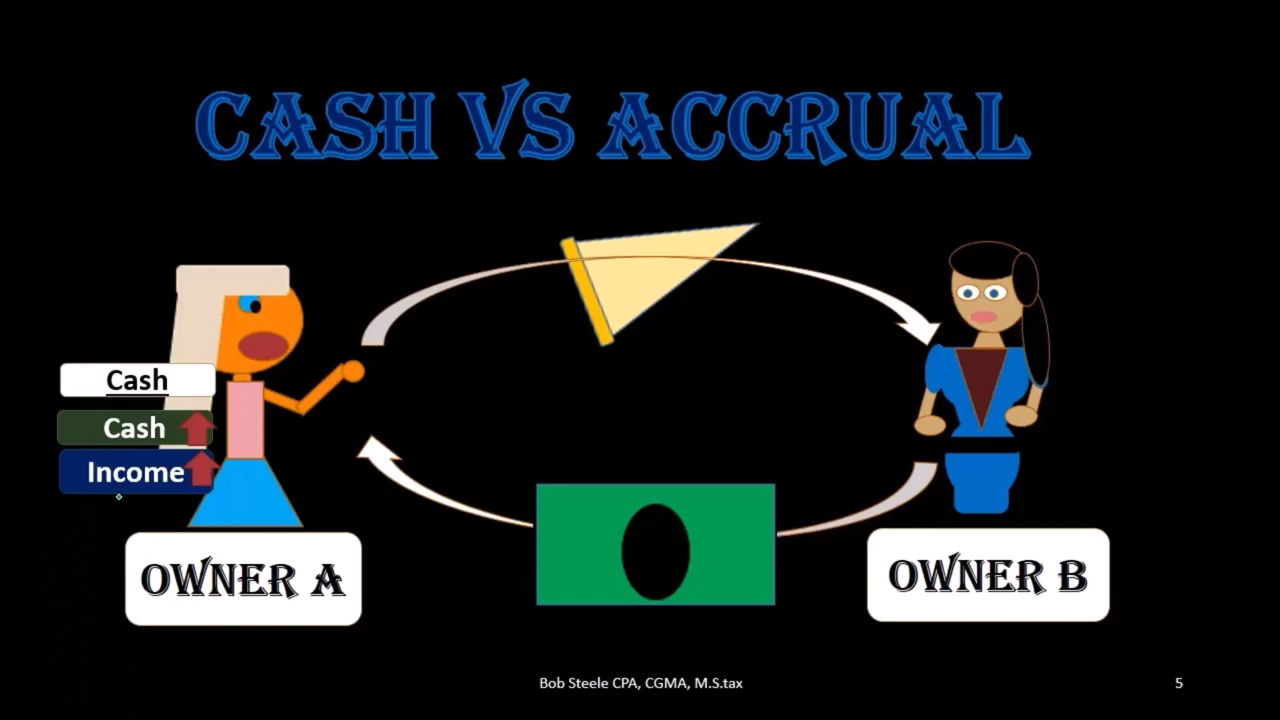 CASH VS ACCRUAL
Cash
Cash
Income
OWNER A
OWNER B
Bob Steele CPA, CGMA, M.S.tax
5